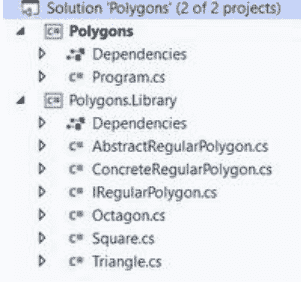 Solution 'Polygons' (2 of 2 projects)
C# Polygons
Dependencies
C# Program.cs
C# Polygons.Library
Dependencies
C# AbstractRegularPolygon.cs
C# ConcreteRegularPolygon.cs
C# IRegularPolygon.cs
C# Octagon.cs
C# Square.cs
C# Triangle.cs